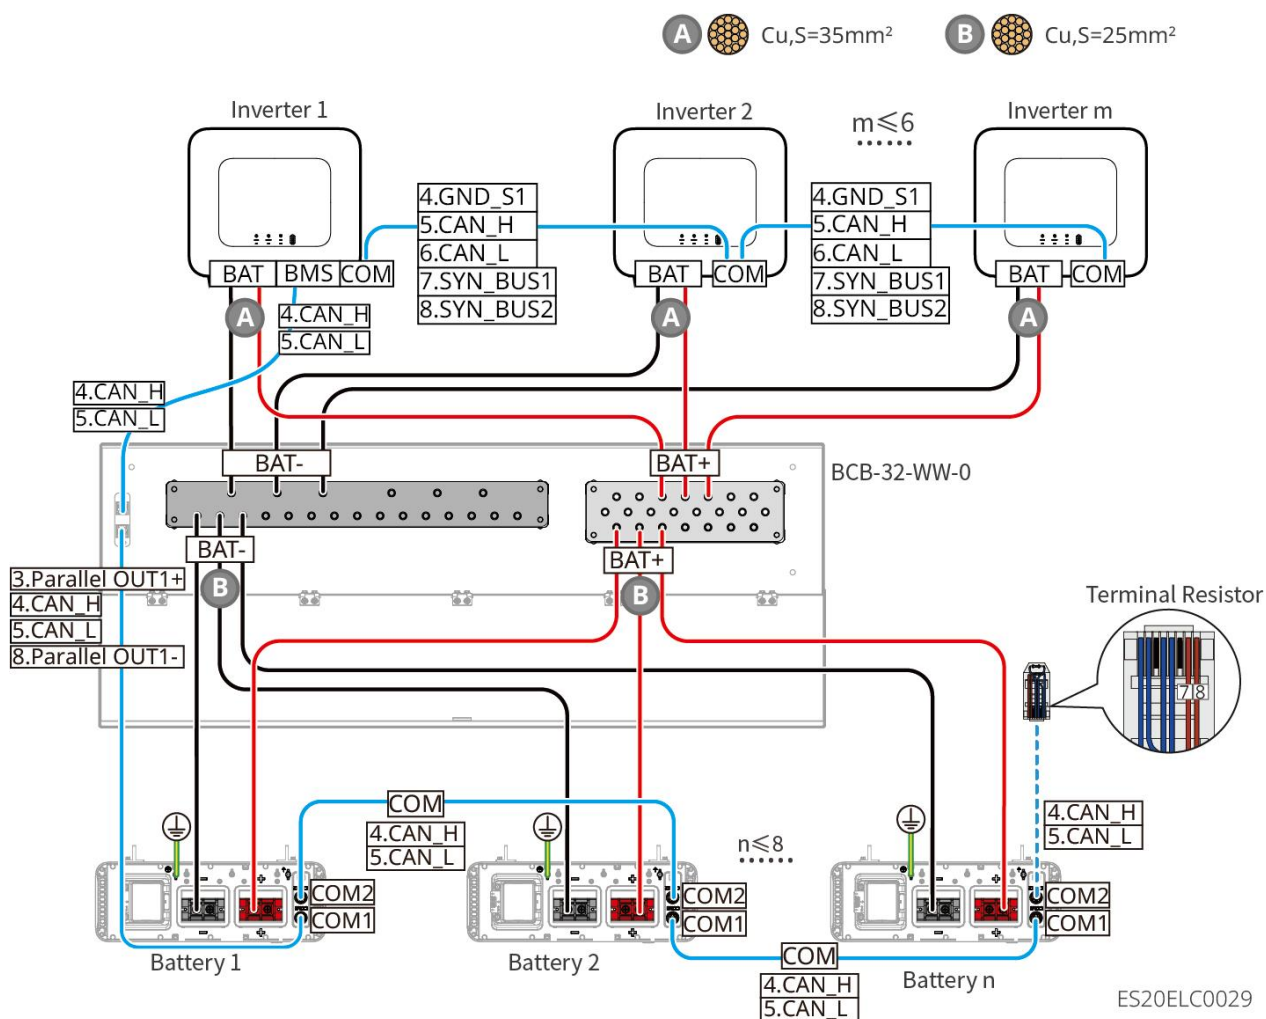 A Cu,S=35mm²
B Cu,S=25mm²
Inverter 1
Inverter 2
m≤6
Inverter m
4.GND_S1
5.CAN_H
6.CAN_L
7.SYN_BUS1
8.SYN_BUS2
4.GND_S1
5.CAN_H
6.CAN_L
7.SYN_BUS1
8.SYN_BUS2
BAT
BMS
COM
BAT
COM
BAT
COM
A
A
A
4.CAN_H
5.CAN_L
4.CAN_H
5.CAN_L
BAT-
BAT+
BCB-32-WW-0
BAT-
BAT+
B
B
3.Parallel OUT1+
4.CAN_H
5.CAN_L
8.Parallel OUT1-
Terminal Resistor
7 8
COM
4.CAN_H
5.CAN_L
n≤8
4.CAN_H
5.CAN_L
COM2
COM1
COM2
COM1
COM2
COM1
Battery 1
Battery 2
COM
4.CAN_H
5.CAN_L
Battery n
ES20ELC0029